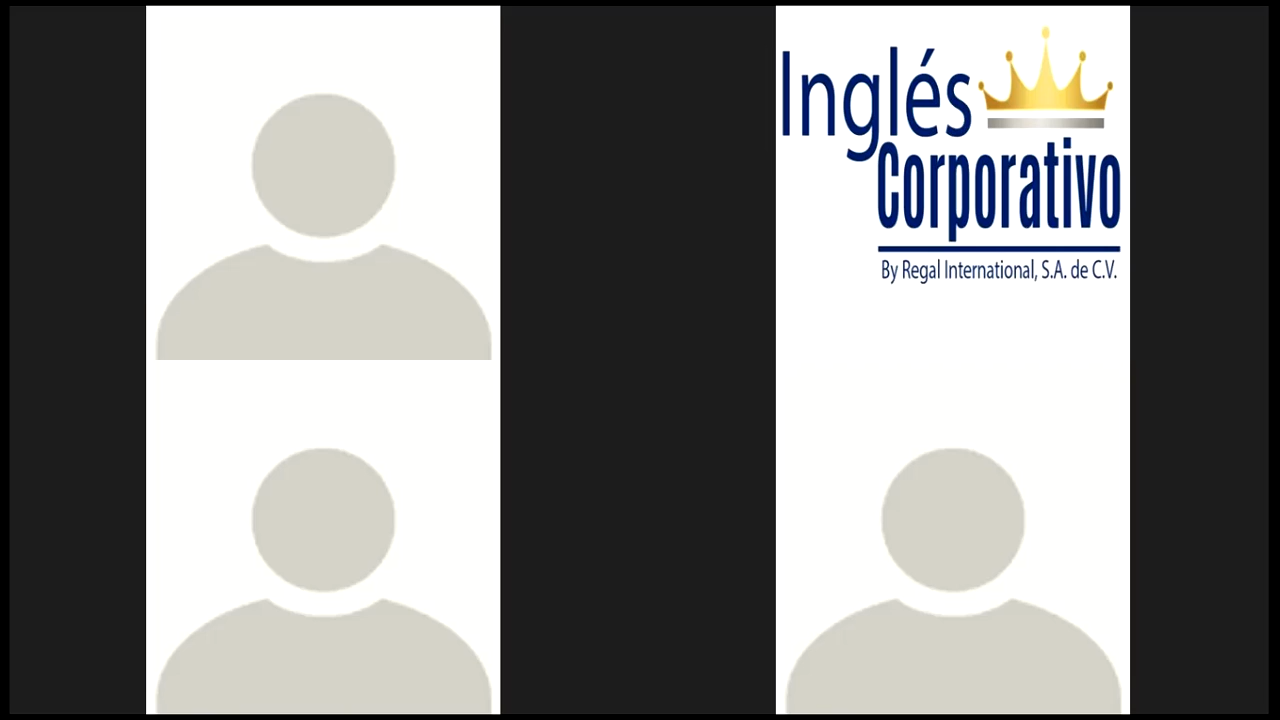 Inglés
Corporativo
By Regal International, S.A. de C.V.